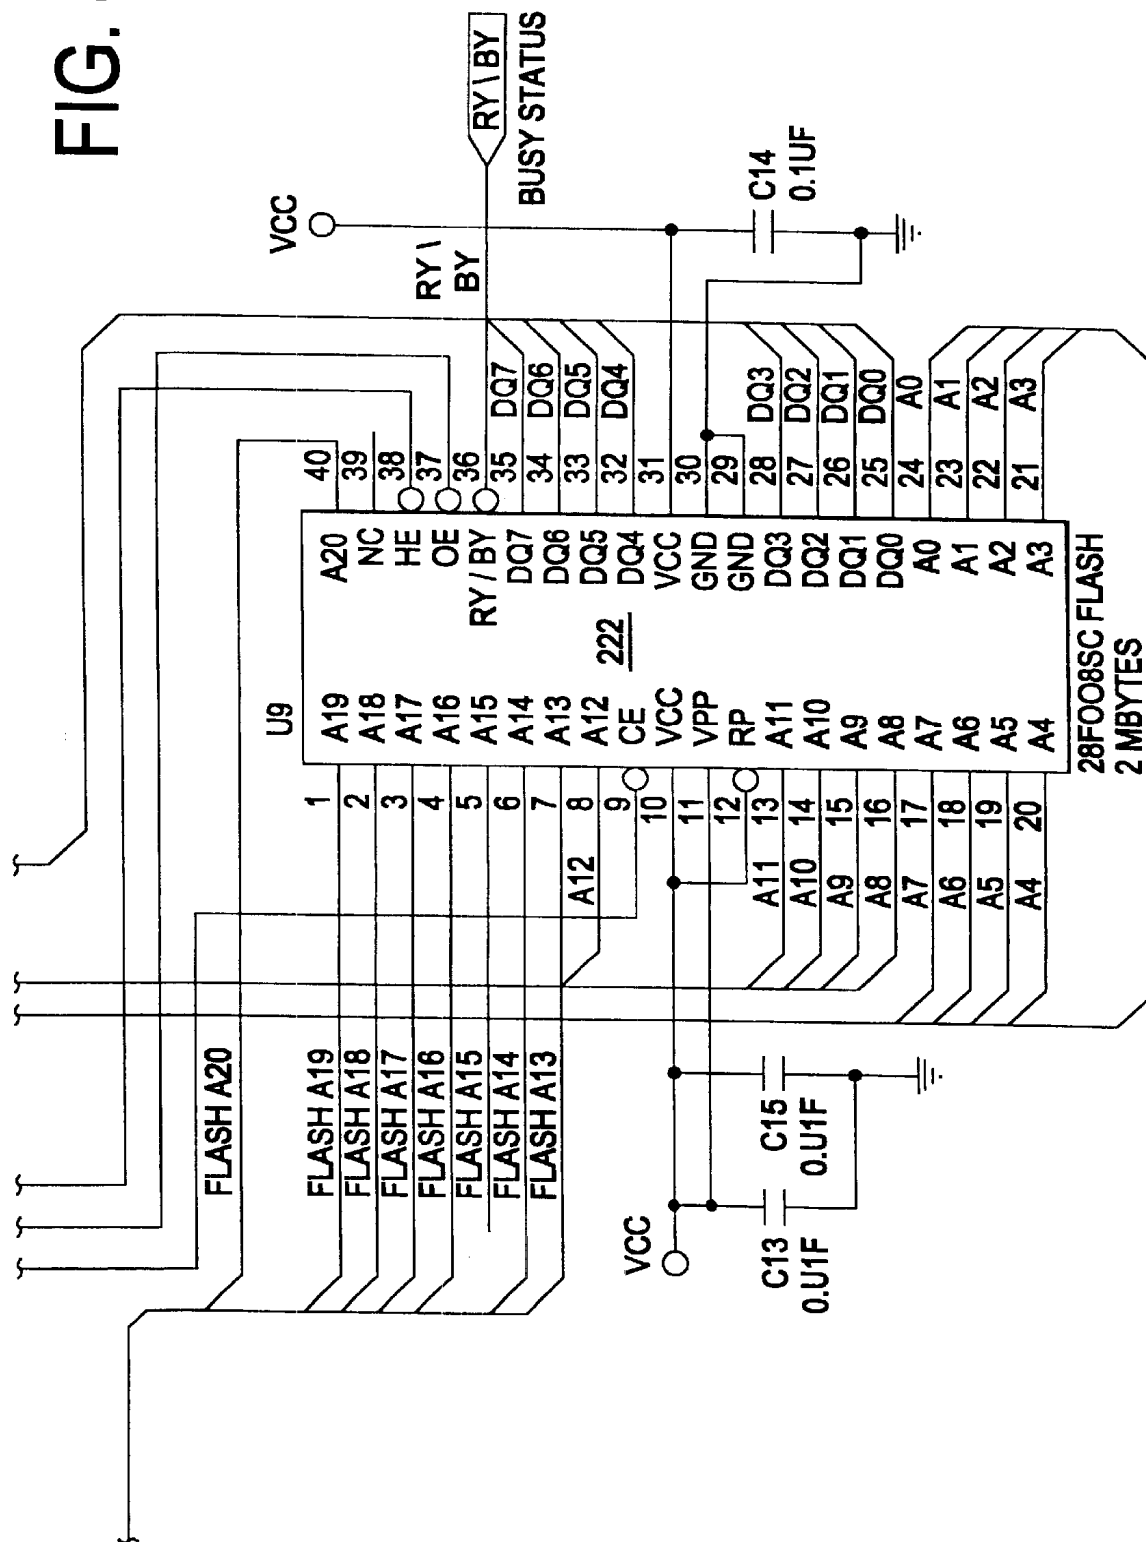 FIG.
RY\BY
BUSY STATUS
VCC
RY\
BY
C14
0.1UF
40
39
38
37
36
35
34
33
32
31
30
29
28
27
26
25
24
23
22
21
DQ7
DQ6
DQ5
DQ4
DQ3
DQ2
DQ1
DQ0
A0
A1
A2
A3
A20
NC
HE
OE
RY/BY
DQ7
DQ6
DQ5
DQ4
VCC
GND
GND
DQ3
DQ2
DQ1
DQ0
A0
A1
A2
A3
222
U9
A19
A18
A17
A16
A15
A14
A13
A12
CE
VCC
VPP
RP
A11
A10
A9
A8
A7
A6
A5
A4
28FOO8SC FLASH
2 MBYTES
1
2
3
4
5
6
7
8
9
10
11
12
13
14
15
16
17
18
19
20
A12
A11
A10
A9
A8
A7
A6
A5
A4
FLASH A20
FLASH A19
FLASH A18
FLASH A17
FLASH A16
FLASH A15
FLASH A14
FLASH A13
VCC
C15
0.U1F
C13
0.U1F